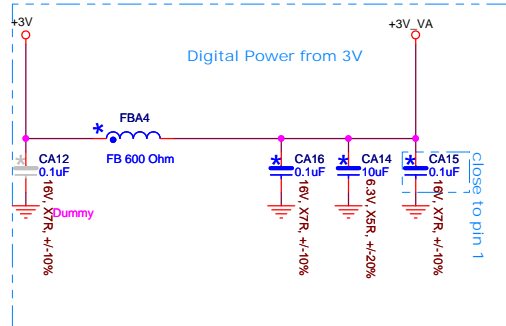 +3V
+3V_VA
Digital Power from 3V
FBA4
*
FB 600 Ohm
* CA12
0.1uF
16V, X7R, +/-10%
Dummy
* CA16
0.1uF
16V, X7R, +/-10%
* CA14
10uF
6.3V, X5R, +/-20%
* CA15
0.1uF
16V, X7R, +/-10%
close to pin 1